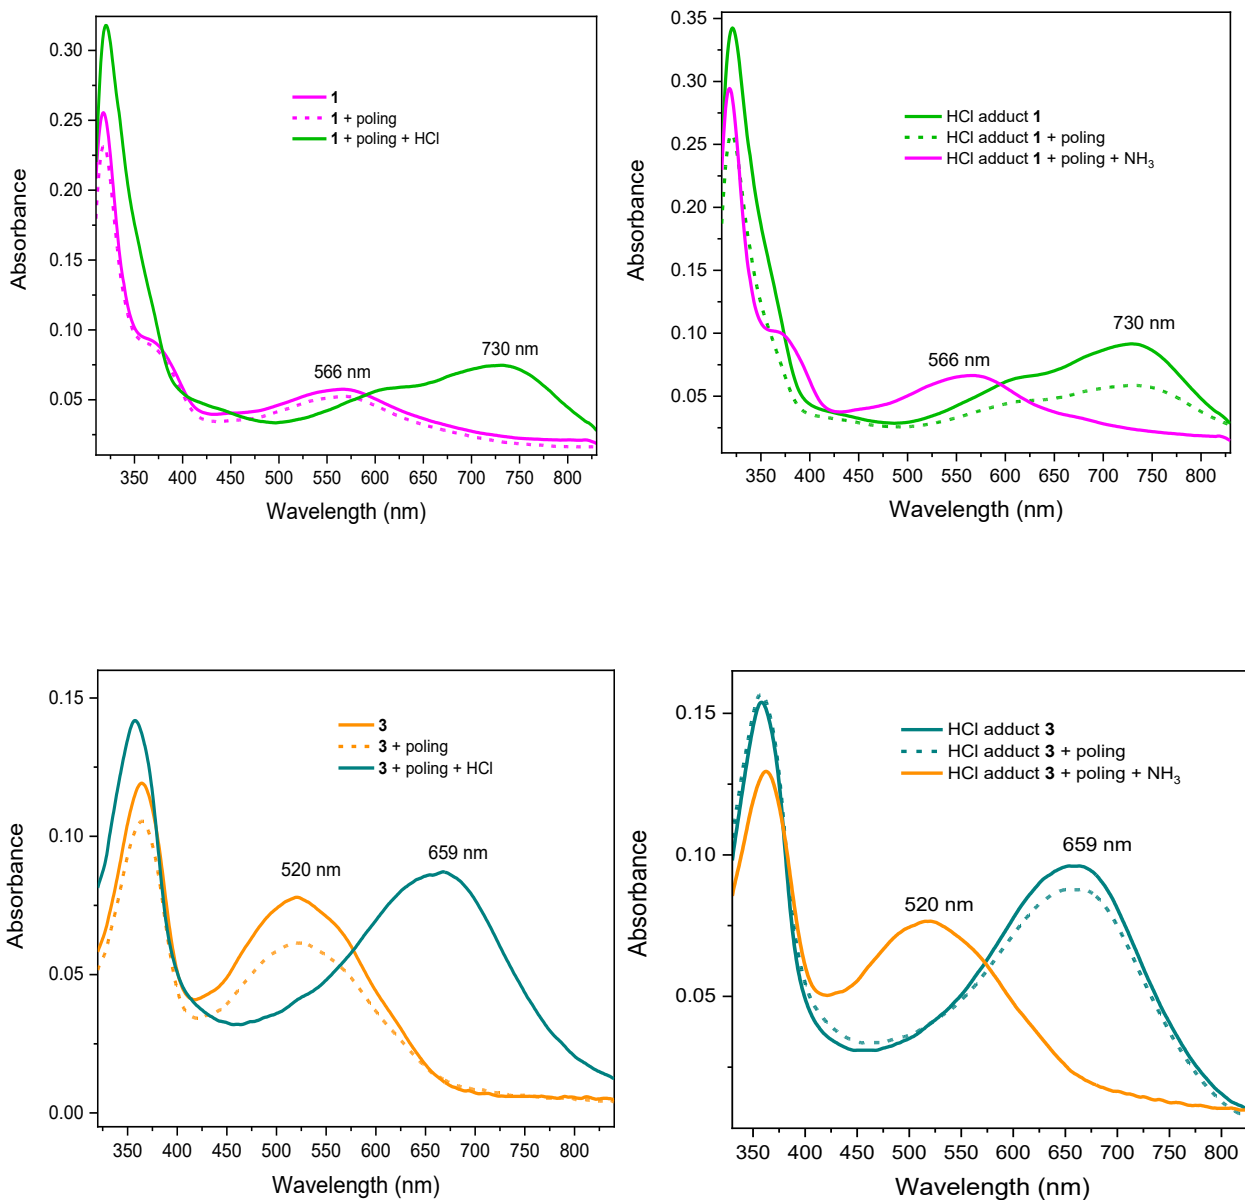 0.30
0.25
0.20
0.15
0.10
0.05
350 400 450 500 550 600 650 700 750 800
Absorbance
Wavelength (nm)
1
1 + poling
1 + poling + HCl
566 nm
730 nm
0.35
0.30
0.25
0.20
0.15
0.10
0.05
350 400 450 500 550 600 650 700 750 800
Absorbance
Wavelength (nm)
HCl adduct 1
HCl adduct 1 + poling
HCl adduct 1 + poling + NH3
566 nm
730 nm
0.15
0.10
0.05
0.00
350 400 450 500 550 600 650 700 750 800
Absorbance
Wavelength (nm)
3
3 + poling
3 + poling + HCl
520 nm
659 nm
0.15
0.10
0.05
350 400 450 500 550 600 650 700 750 800
Absorbance
Wavelength (nm)
HCl adduct 3
HCl adduct 3 + poling
HCl adduct 3 + poling + NH3
520 nm
659 nm